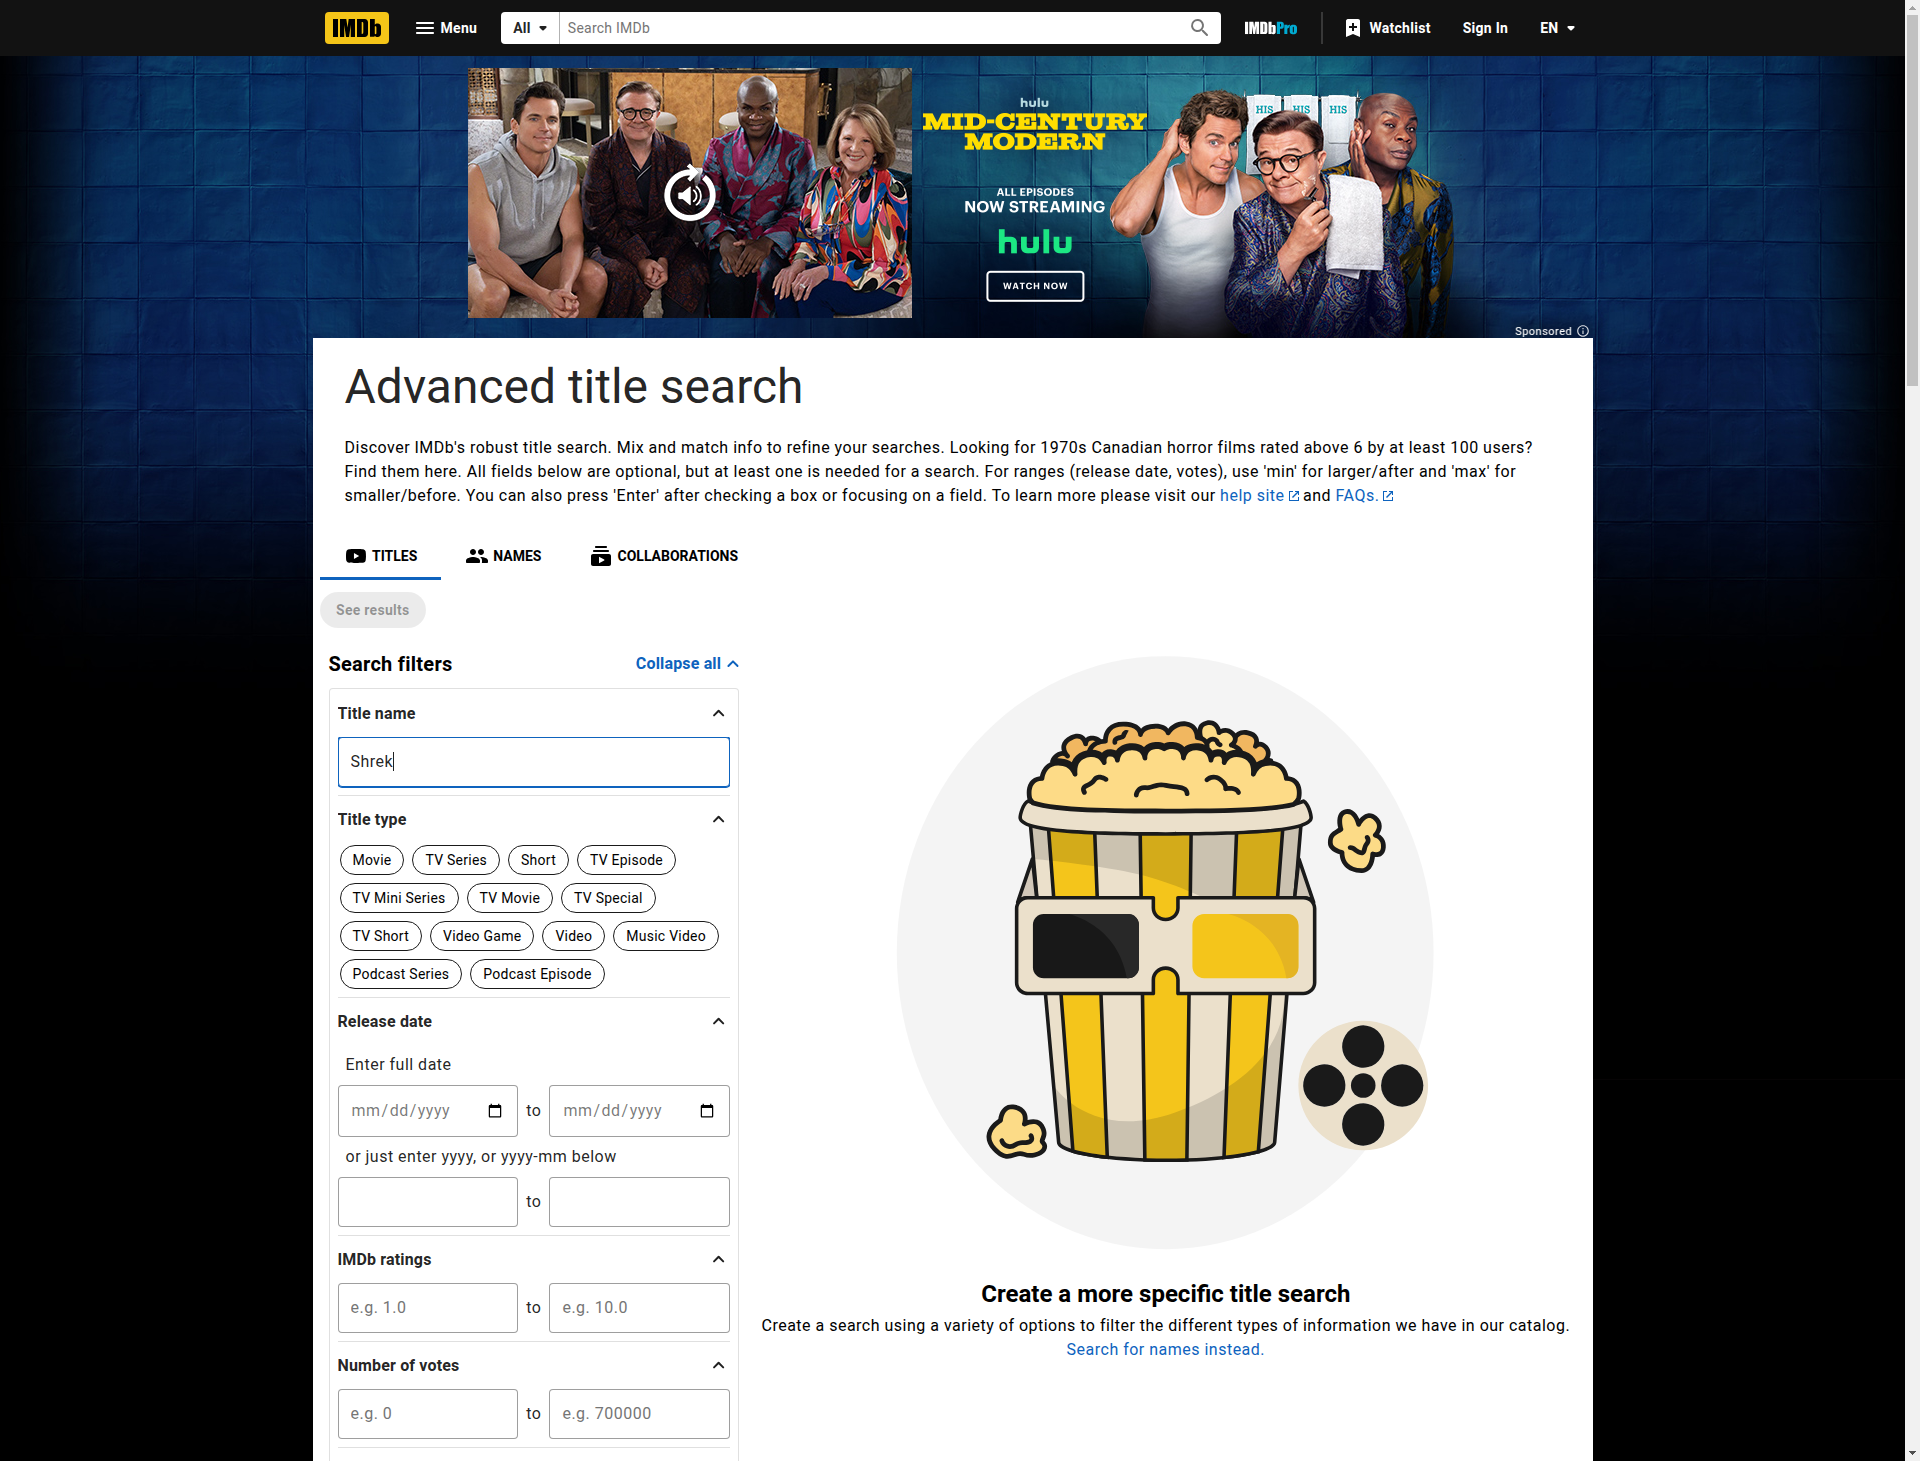 IMDb Menu All Search IMDb IMDbPro Watchlist Sign In EN
hulu
MID-CENTURY
MODERN
ALL EPISODES
NOW STREAMING
hulu
WATCH NOW
HIS HIS HIS
Sponsored
Advanced title search
Discover IMDb's robust title search. Mix and match info to refine your searches. Looking for 1970s Canadian horror films rated above 6 by at least 100 users?
Find them here. All fields below are optional, but at least one is needed for a search. For ranges (release date, votes), use 'min' for larger/after and 'max' for
smaller/before. You can also press 'Enter' after checking a box or focusing on a field. To learn more please visit our help site and FAQs.
TITLES NAMES COLLABORATIONS
See results
Search filters Collapse all
Title name
Shrek
Title type
Movie TV Series Short TV Episode
TV Mini Series TV Movie TV Special
TV Short Video Game Video Music Video
Podcast Series Podcast Episode
Release date
Enter full date
mm/dd/yyyy to mm/dd/yyyy
or just enter yyyy, or yyyy-mm below
to
IMDb ratings
e.g. 1.0 to e.g. 10.0
Number of votes
e.g. 0 to e.g. 700000
Create a more specific title search
Create a search using a variety of options to filter the different types of information we have in our catalog.
Search for names instead.